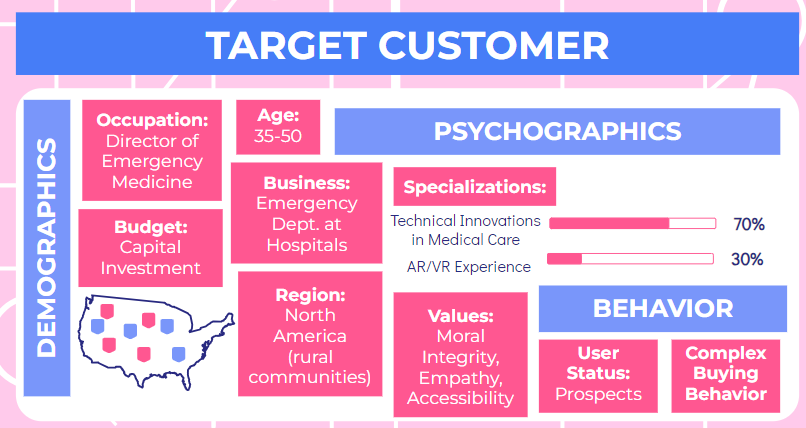 TARGET CUSTOMER
DEMOGRAPHICS
Occupation:
Director of
Emergency
Medicine
Age:
35-50
Budget:
Capital
Investment
Business:
Emergency
Dept. at
Hospitals
Region:
North
America
(rural
communities)
PSYCHOGRAPHICS
Specializations:
Technical Innovations
in Medical Care
70%
AR/VR Experience
30%
Values:
Moral
Integrity,
Empathy,
Accessibility
BEHAVIOR
User
Status:
Prospects
Complex
Buying
Behavior